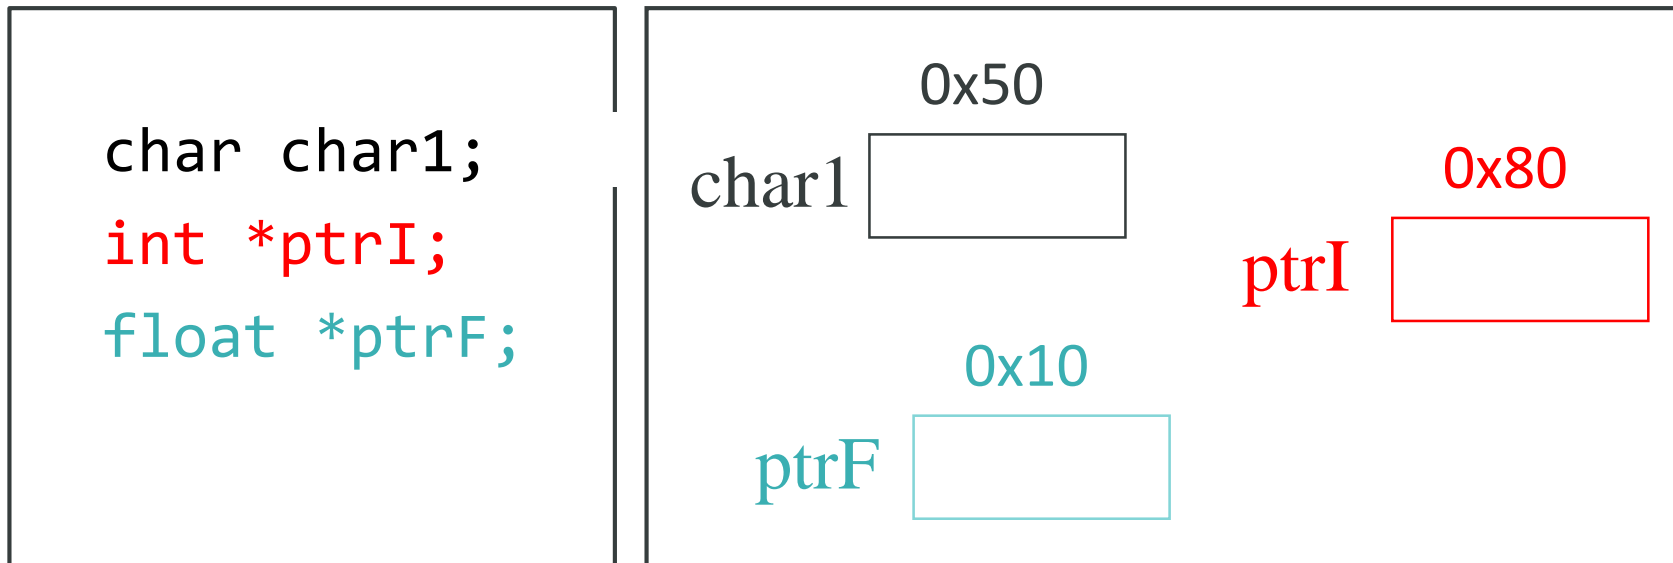 char char1;
int *ptrI;
float *ptrF;
0x50
char1
0x80
ptrI
0x10
ptrF